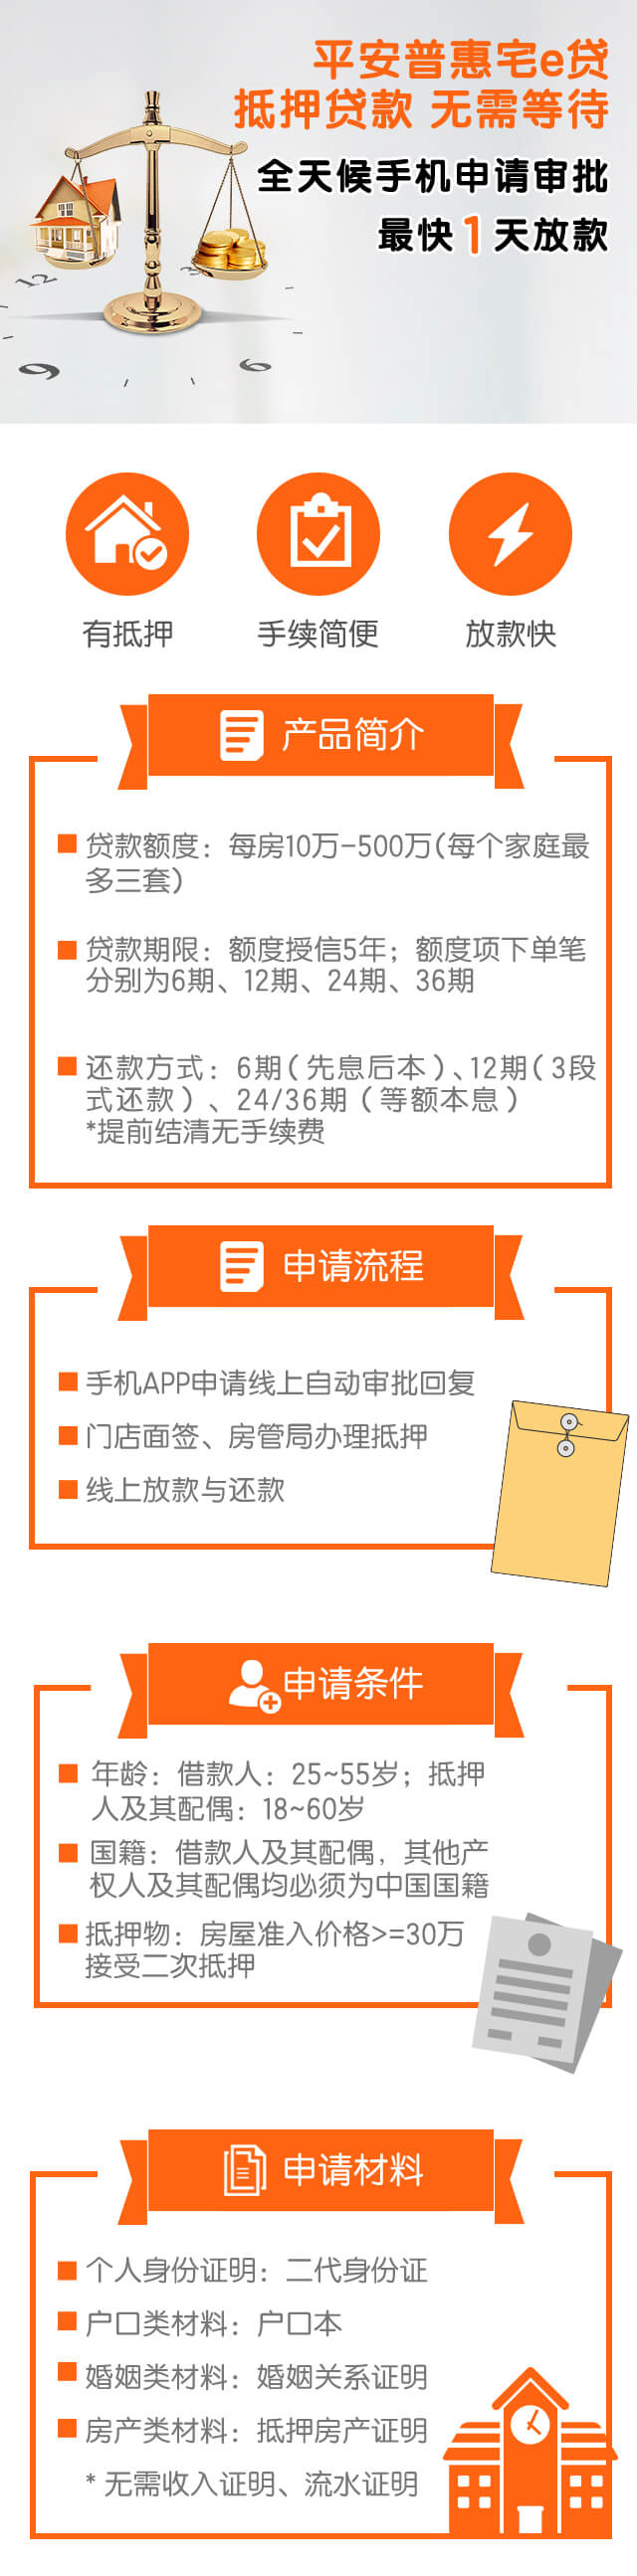 平安普惠宅e贷
抵押贷款 无需等待
全天候手机申请审批
最快1天放款
12
3
9
6
有抵押
手续简便
放款快
产品简介
贷款额度：每房10万-500万(每个家庭最
多三套)
贷款期限：额度授信5年；额度项下单笔
分别为6期、12期、24期、36期
还款方式：6期(先息后本)、12期(3段
式还款)、24/36期(等额本息)
*提前结清无手续费
申请流程
手机APP申请线上自动审批回复
门店面签、房管局办理抵押
线上放款与还款
申请条件
年龄：借款人：25~55岁；抵押
人及其配偶：18~60岁
国籍：借款人及其配偶，其他产
权人及其配偶均必须为中国国籍
抵押物：房屋准入价格>=30万
接受二次抵押
申请材料
个人身份证明：二代身份证
户口类材料：户口本
婚姻类材料：婚姻关系证明
房产类材料：抵押房产证明
* 无需收入证明、流水证明